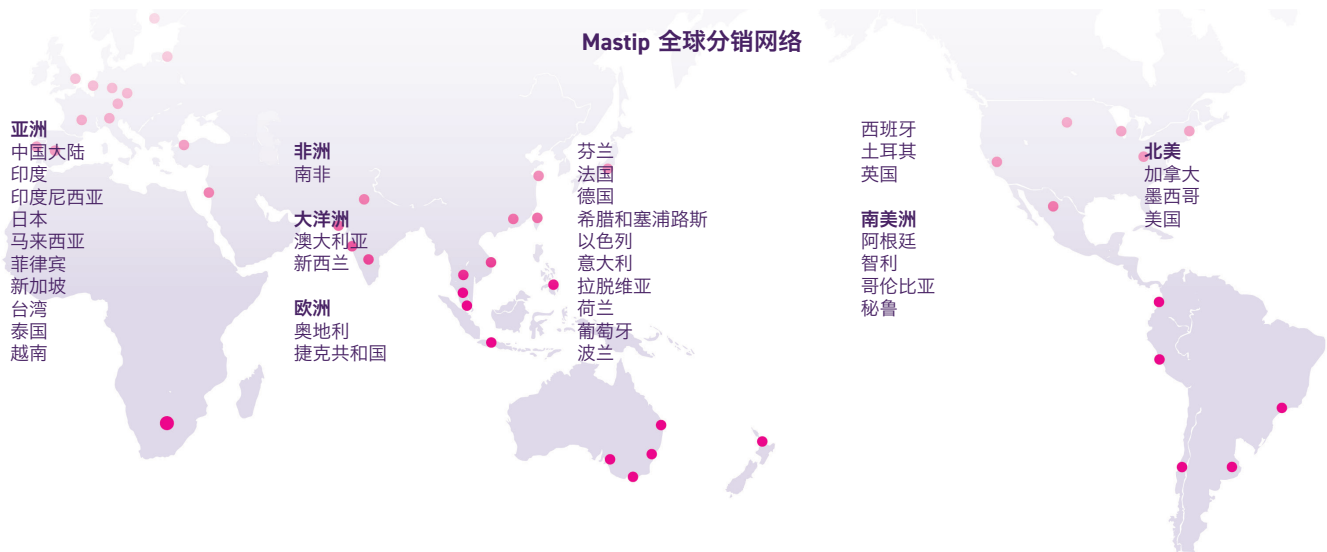 Mastip 全球分销网络
亚洲
中国大陆
印度
印度尼西亚
日本
马来西亚
菲律宾
新加坡
台湾
泰国
越南
非洲
南非
大洋洲
澳大利亚
新西兰
欧洲
奥地利
捷克共和国
芬兰
法国
德国
希腊和塞浦路斯
以色列
意大利
拉脱维亚
荷兰
葡萄牙
波兰
西班牙
土耳其
英国
南美洲
阿根廷
智利
哥伦比亚
秘鲁
北美
加拿大
墨西哥
美国